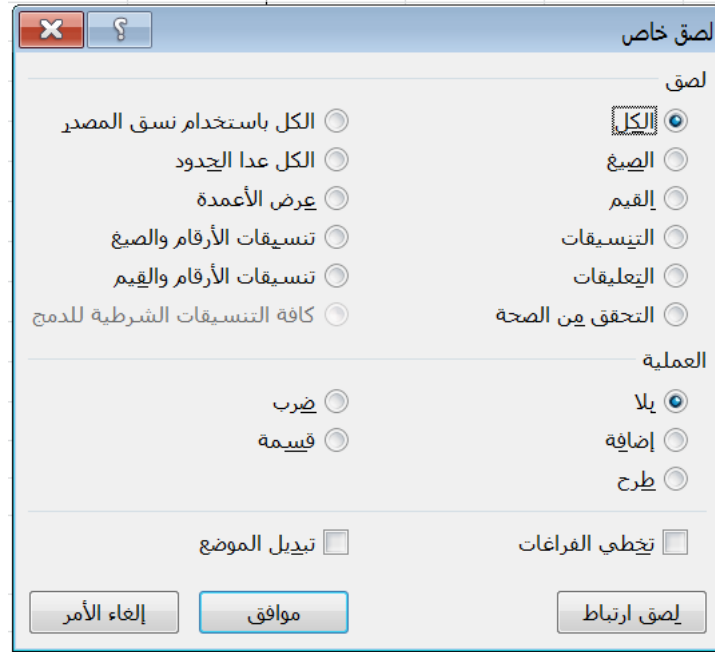 لصق خاص
لصق
الكل
الكل باستخدام نسق المصدر
الصيغ
الكل عدا الحدود
القيم
عرض الأعمدة
التنسيقات
تنسيقات الأرقام والصيغ
التعليقات
تنسيقات الأرقام والقيم
التحقق من الصحة
كافة التنسيقات الشرطية للدمج
العملية
بلا
ضرب
إضافة
قسمة
طرح
تخطي الفراغات
تبديل الموضع
لصق ارتباط
موافق
إلغاء الأمر